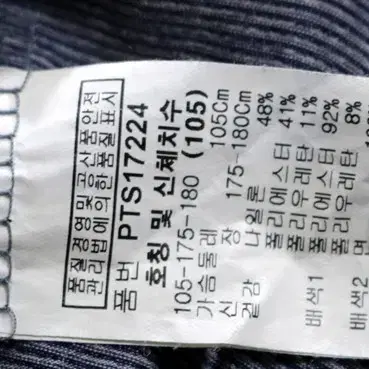 품질경영 및 공산품안전
관리법에 의한 품질표시
품번 PTS17224
호칭 및 신체치수
105-175-180 (105)
가슴둘레 105Cm
신장 175-180Cm
겉감 나일론 48%
폴리에스터 41%
폴리우레탄 11%
배색1 폴리에스터 92%
폴리우레탄 8%
배색2 면